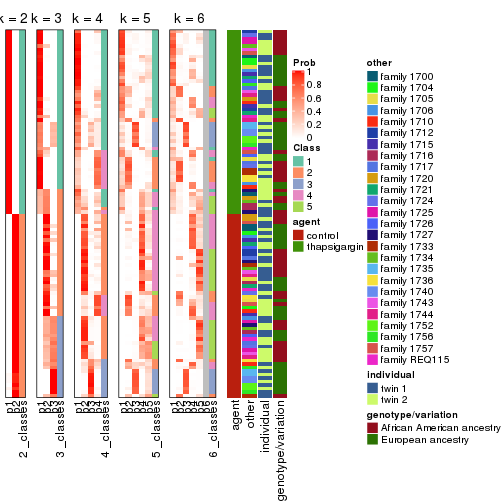 k = 2
k = 3
k = 4
k = 5
k = 6
p1
p2
2_classes
p1
p2
p3
3_classes
p1
p2
p3
p4
4_classes
p1
p2
p3
p4
p5
5_classes
p1
p2
p3
p4
p5
p6
6_classes
agent
other
individual
genotype/variation
Prob
1
0.8
0.6
0.4
0.2
0
Class
1
2
3
4
5
agent
control
thapsigargin
other
family 1700
family 1704
family 1705
family 1706
family 1710
family 1712
family 1715
family 1716
family 1717
family 1720
family 1721
family 1724
family 1725
family 1726
family 1727
family 1733
family 1734
family 1735
family 1736
family 1740
family 1743
family 1744
family 1752
family 1756
family 1757
family REQ115
individual
twin 1
twin 2
genotype/variation
African American ancestry
European ancestry